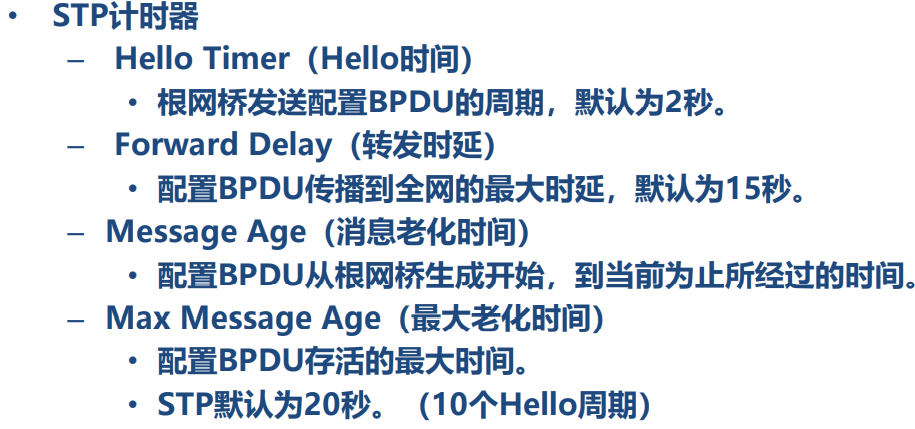 • STP计时器
– Hello Timer（Hello时间）
• 根网桥发送配置BPDU的周期，默认为2秒。
– Forward Delay（转发时延）
• 配置BPDU传播到全网的最大时延，默认为15秒。
– Message Age（消息老化时间）
• 配置BPDU从根网桥生成开始，到当前为止所经过的时间。
– Max Message Age（最大老化时间）
• 配置BPDU存活的最大时间。
• STP默认为20秒。（10个Hello周期）